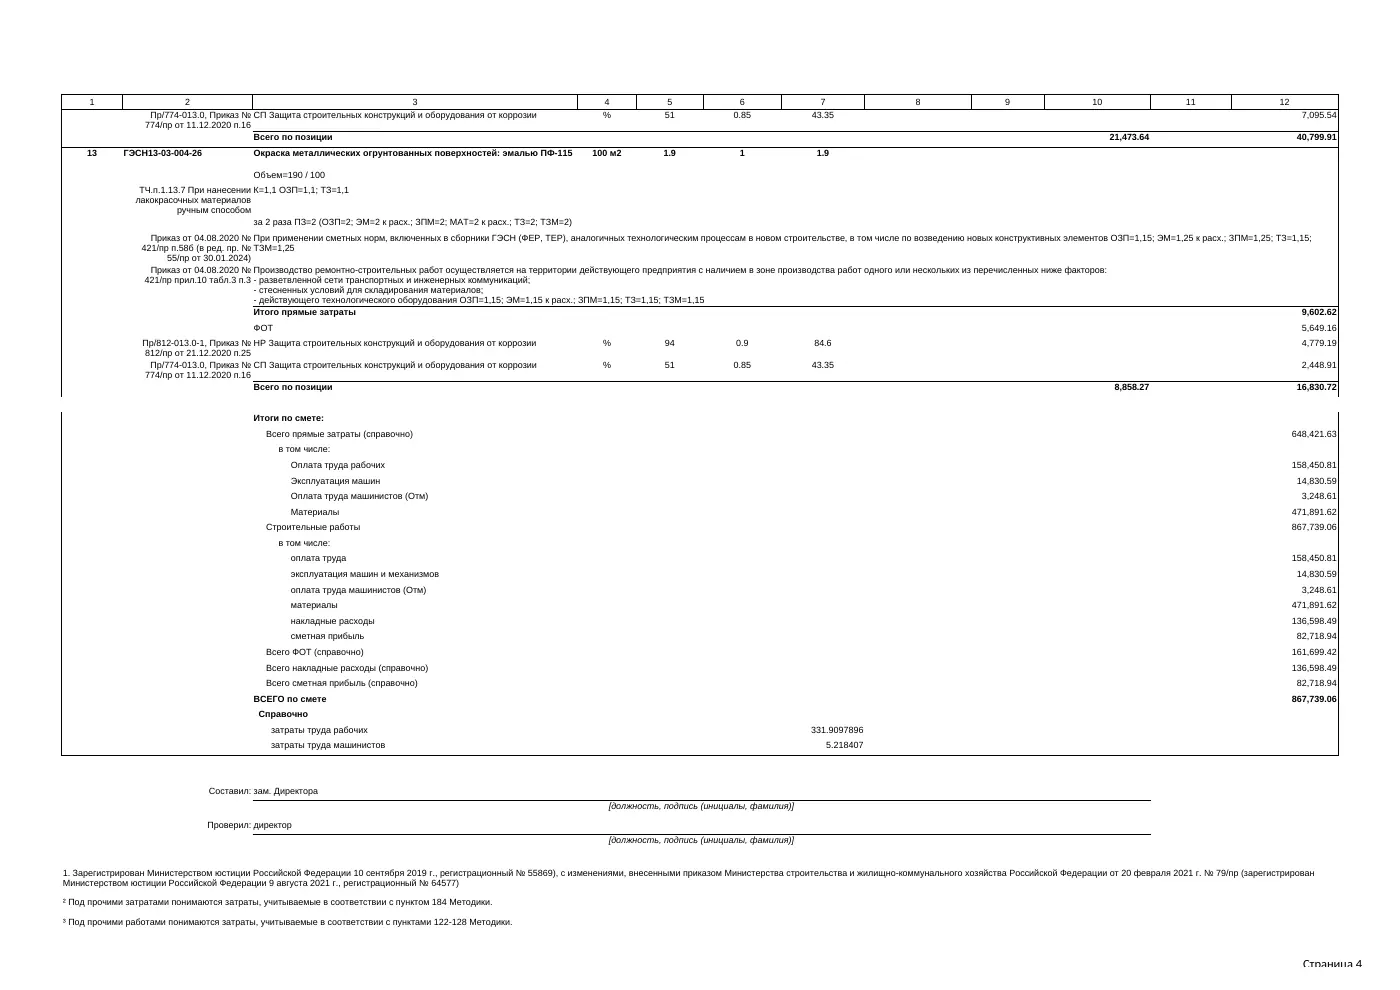 1 2 3 4 5 6 7 8 9 10 11 12
Пр/774-013.0, Приказ № СП Защита строительных конструкций и оборудования от коррозии % 51 0.85 43.35 7,095.54
774/пр от 11.12.2020 п.16
Всего по позиции 21,473.64 40,799.91
13 ГЭСН13-03-004-26 Окраска металлических огрунтованных поверхностей: эмалью ПФ-115 100 м2 1.9 1 1.9
Объем=190 / 100
ТЧ.п.1.13.7 При нанесении К=1,1 ОЗП=1,1; ТЗ=1,1
лакокрасочных материалов
ручным способом
за 2 раза ПЗ=2 (ОЗП=2; ЭМ=2 к расх.; ЗПМ=2; МАТ=2 к расх.; ТЗ=2; ТЗМ=2)
Приказ от 04.08.2020 № При применении сметных норм, включенных в сборники ГЭСН (ФЕР, ТЕР), аналогичных технологическим процессам в новом строительстве, в том числе по возведению новых конструктивных элементов ОЗП=1,15; ЭМ=1,25 к расх.; ЗПМ=1,25; ТЗ=1,15;
421/пр п.58б (в ред. пр. № ТЗМ=1,25
55/пр от 30.01.2024)
Приказ от 04.08.2020 № Производство ремонтно-строительных работ осуществляется на территории действующего предприятия с наличием в зоне производства работ одного или нескольких из перечисленных ниже факторов:
421/пр прил.10 табл.3 п.3 - разветвленной сети транспортных и инженерных коммуникаций;
- стесненных условий для складирования материалов;
- действующего технологического оборудования ОЗП=1,15; ЭМ=1,15 к расх.; ЗПМ=1,15; ТЗ=1,15; ТЗМ=1,15
Итого прямые затраты 9,602.62
ФОТ 5,649.16
Пр/812-013.0-1, Приказ № НР Защита строительных конструкций и оборудования от коррозии % 94 0.9 84.6 4,779.19
812/пр от 21.12.2020 п.25
Пр/774-013.0, Приказ № СП Защита строительных конструкций и оборудования от коррозии % 51 0.85 43.35 2,448.91
774/пр от 11.12.2020 п.16
Всего по позиции 8,858.27 16,830.72
Итоги по смете:
Всего прямые затраты (справочно) 648,421.63
в том числе:
Оплата труда рабочих 158,450.81
Эксплуатация машин 14,830.59
Оплата труда машинистов (Отм) 3,248.61
Материалы 471,891.62
Строительные работы 867,739.06
в том числе:
оплата труда 158,450.81
эксплуатация машин и механизмов 14,830.59
оплата труда машинистов (Отм) 3,248.61
материалы 471,891.62
накладные расходы 136,598.49
сметная прибыль 82,718.94
Всего ФОТ (справочно) 161,699.42
Всего накладные расходы (справочно) 136,598.49
Всего сметная прибыль (справочно) 82,718.94
ВСЕГО по смете 867,739.06
Справочно
затраты труда рабочих 331.9097896
затраты труда машинистов 5.218407
Составил: зам. Директора
[должность, подпись (инициалы, фамилия)]
Проверил: директор
[должность, подпись (инициалы, фамилия)]
1. Зарегистрирован Министерством юстиции Российской Федерации 10 сентября 2019 г., регистрационный № 55869), с изменениями, внесенными приказом Министерства строительства и жилищно-коммунального хозяйства Российской Федерации от 20 февраля 2021 г. № 79/пр (зарегистрирован
Министерством юстиции Российской Федерации 9 августа 2021 г., регистрационный № 64577)
² Под прочими затратами понимаются затраты, учитываемые в соответствии с пунктом 184 Методики.
³ Под прочими работами понимаются затраты, учитываемые в соответствии с пунктами 122-128 Методики.
Страница 4